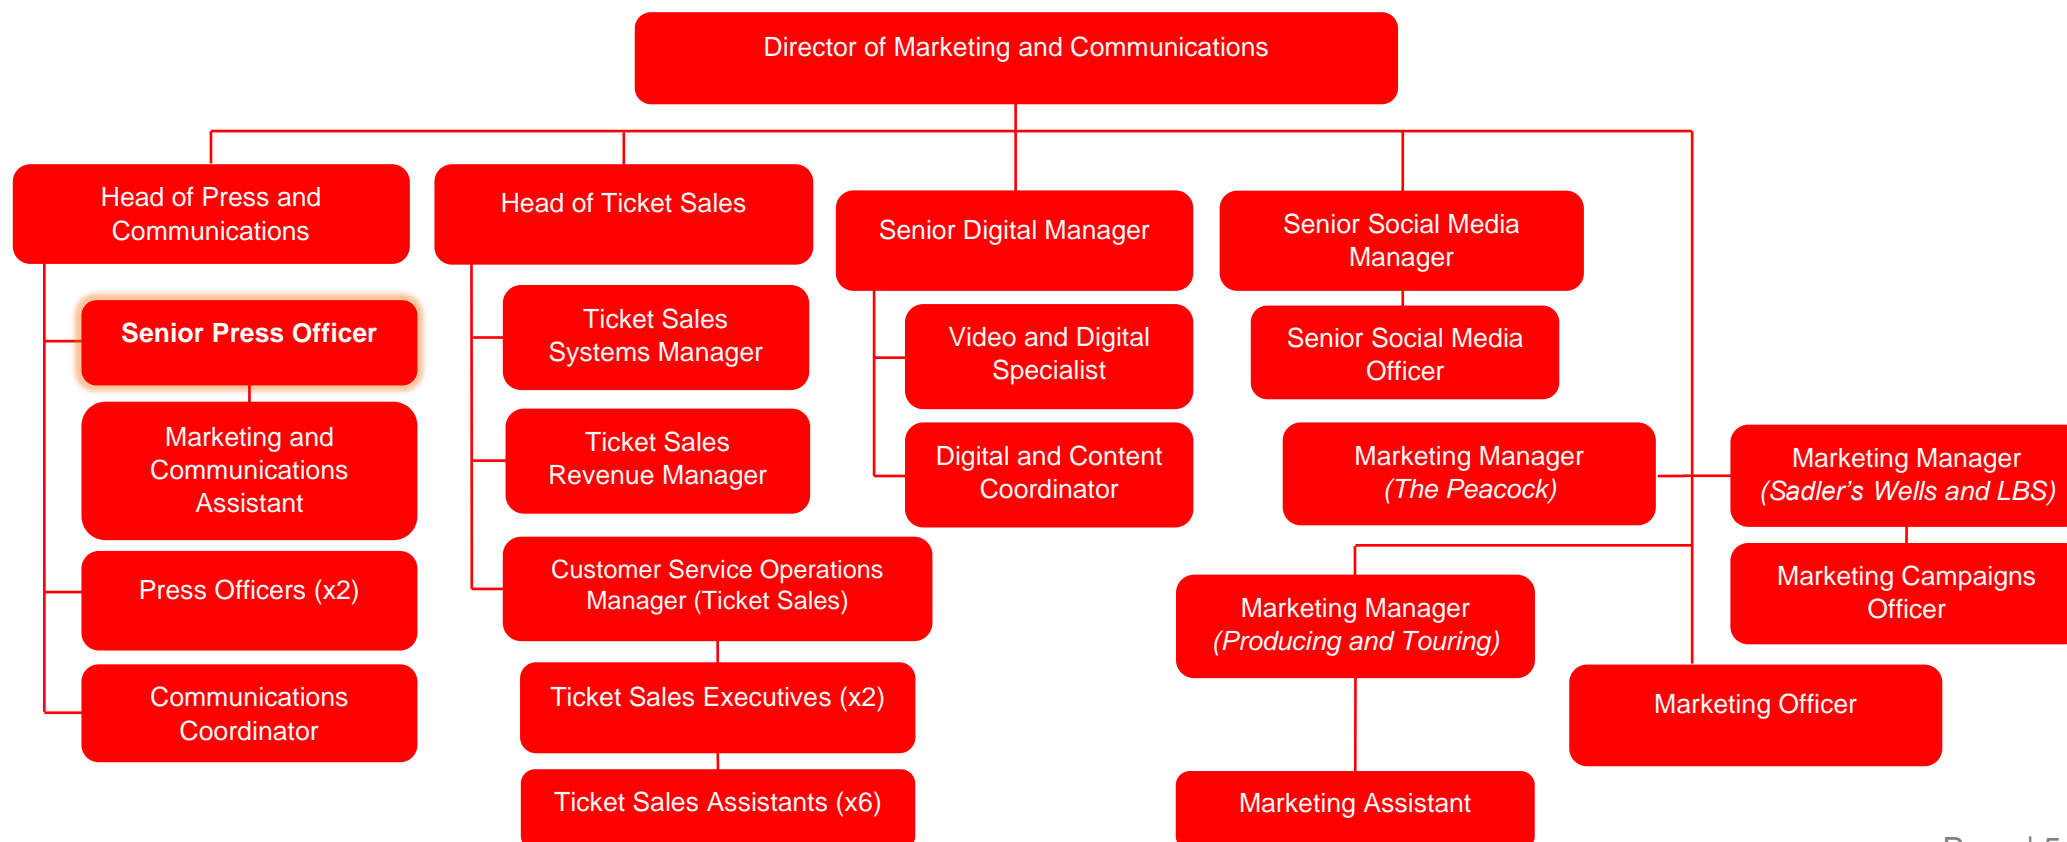 Director of Marketing and Communications
Head of Press and
Communications
Head of Ticket Sales
Senior Digital Manager
Senior Social Media
Manager
Senior Press Officer
Ticket Sales
Systems Manager
Video and Digital
Specialist
Senior Social Media
Officer
Marketing and
Communications
Assistant
Ticket Sales
Revenue Manager
Digital and Content
Coordinator
Marketing Manager
(The Peacock)
Marketing Manager
(Sadler's Wells and LBS)
Press Officers (x2)
Customer Service Operations
Manager (Ticket Sales)
Marketing Manager
(Producing and Touring)
Marketing Campaigns
Officer
Communications
Coordinator
Ticket Sales Executives (x2)
Marketing Officer
Ticket Sales Assistants (x6)
Marketing Assistant